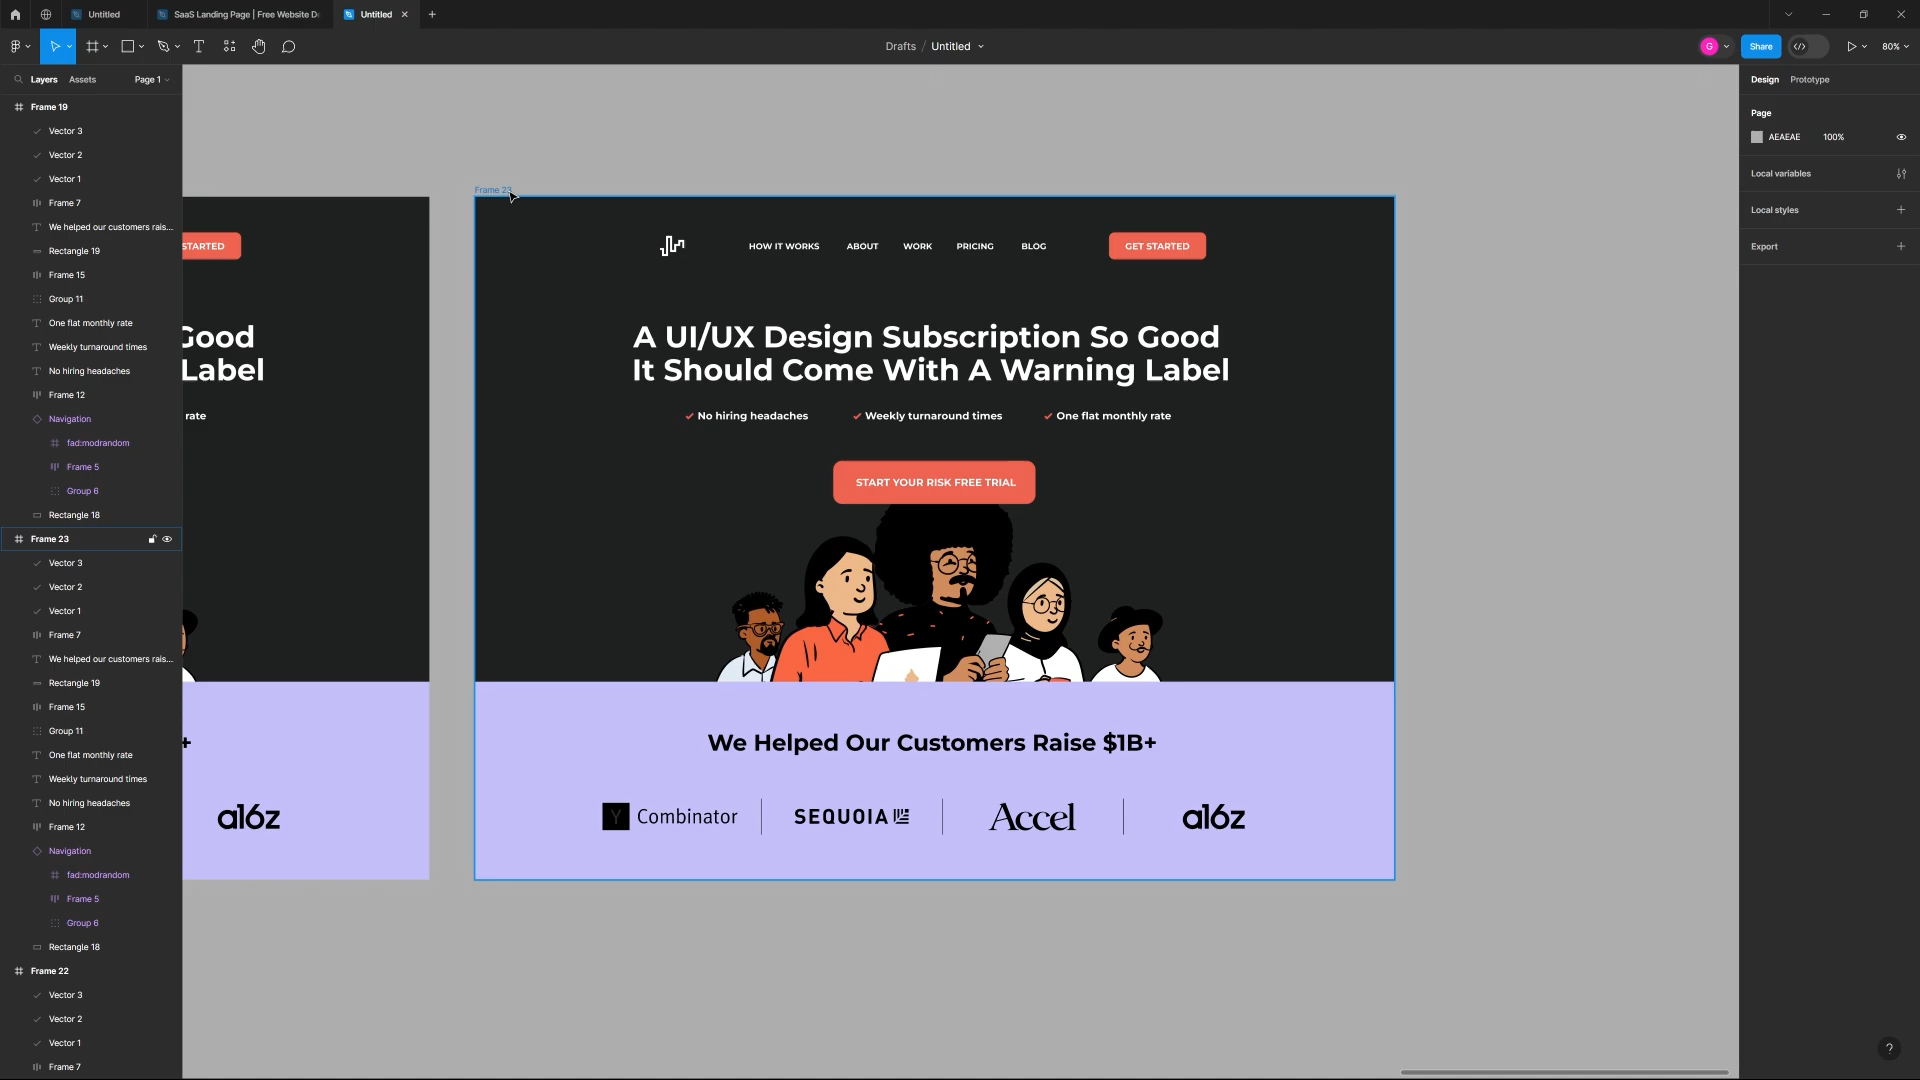 Untitled
SaaS Landing Page | Free Website De
Untitled
Drafts / Untitled
G
Share
80%
Layers
Assets
Page 1
Design
Prototype
Frame 19
Vector 3
Vector 2
Vector 1
Frame 7
We helped our customers rais...
Rectangle 19
Frame 15
Group 11
One flat monthly rate
Weekly turnaround times
No hiring headaches
Frame 12
Navigation
fad:modrandom
Frame 5
Group 6
Rectangle 18
Frame 23
Vector 3
Vector 2
Vector 1
Frame 7
We helped our customers rais...
Rectangle 19
Frame 15
Group 11
One flat monthly rate
Weekly turnaround times
No hiring headaches
Frame 12
Navigation
fad:modrandom
Frame 5
Group 6
Rectangle 18
Frame 22
Vector 3
Vector 2
Vector 1
Frame 7
STARTED
Good
Label
rate
+
a16z
Frame 23
HOW IT WORKS
ABOUT
WORK
PRICING
BLOG
GET STARTED
A UI/UX Design Subscription So Good
It Should Come With A Warning Label
No hiring headaches
Weekly turnaround times
One flat monthly rate
START YOUR RISK FREE TRIAL
We Helped Our Customers Raise $1B+
Y Combinator
SEQUOIA
Accel
a16z
Page
AEAEAE
100%
Local variables
Local styles
Export
?